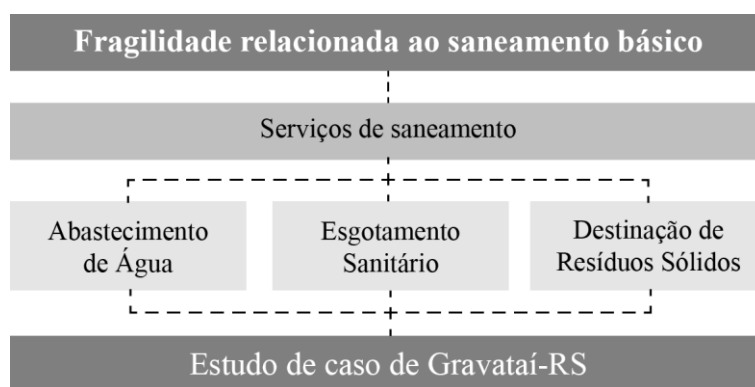 Fragilidade relacionada ao saneamento básico
Serviços de saneamento
Abastecimento
de Água
Esgotamento
Sanitário
Destinação de
Resíduos Sólidos
Estudo de caso de Gravataí-RS